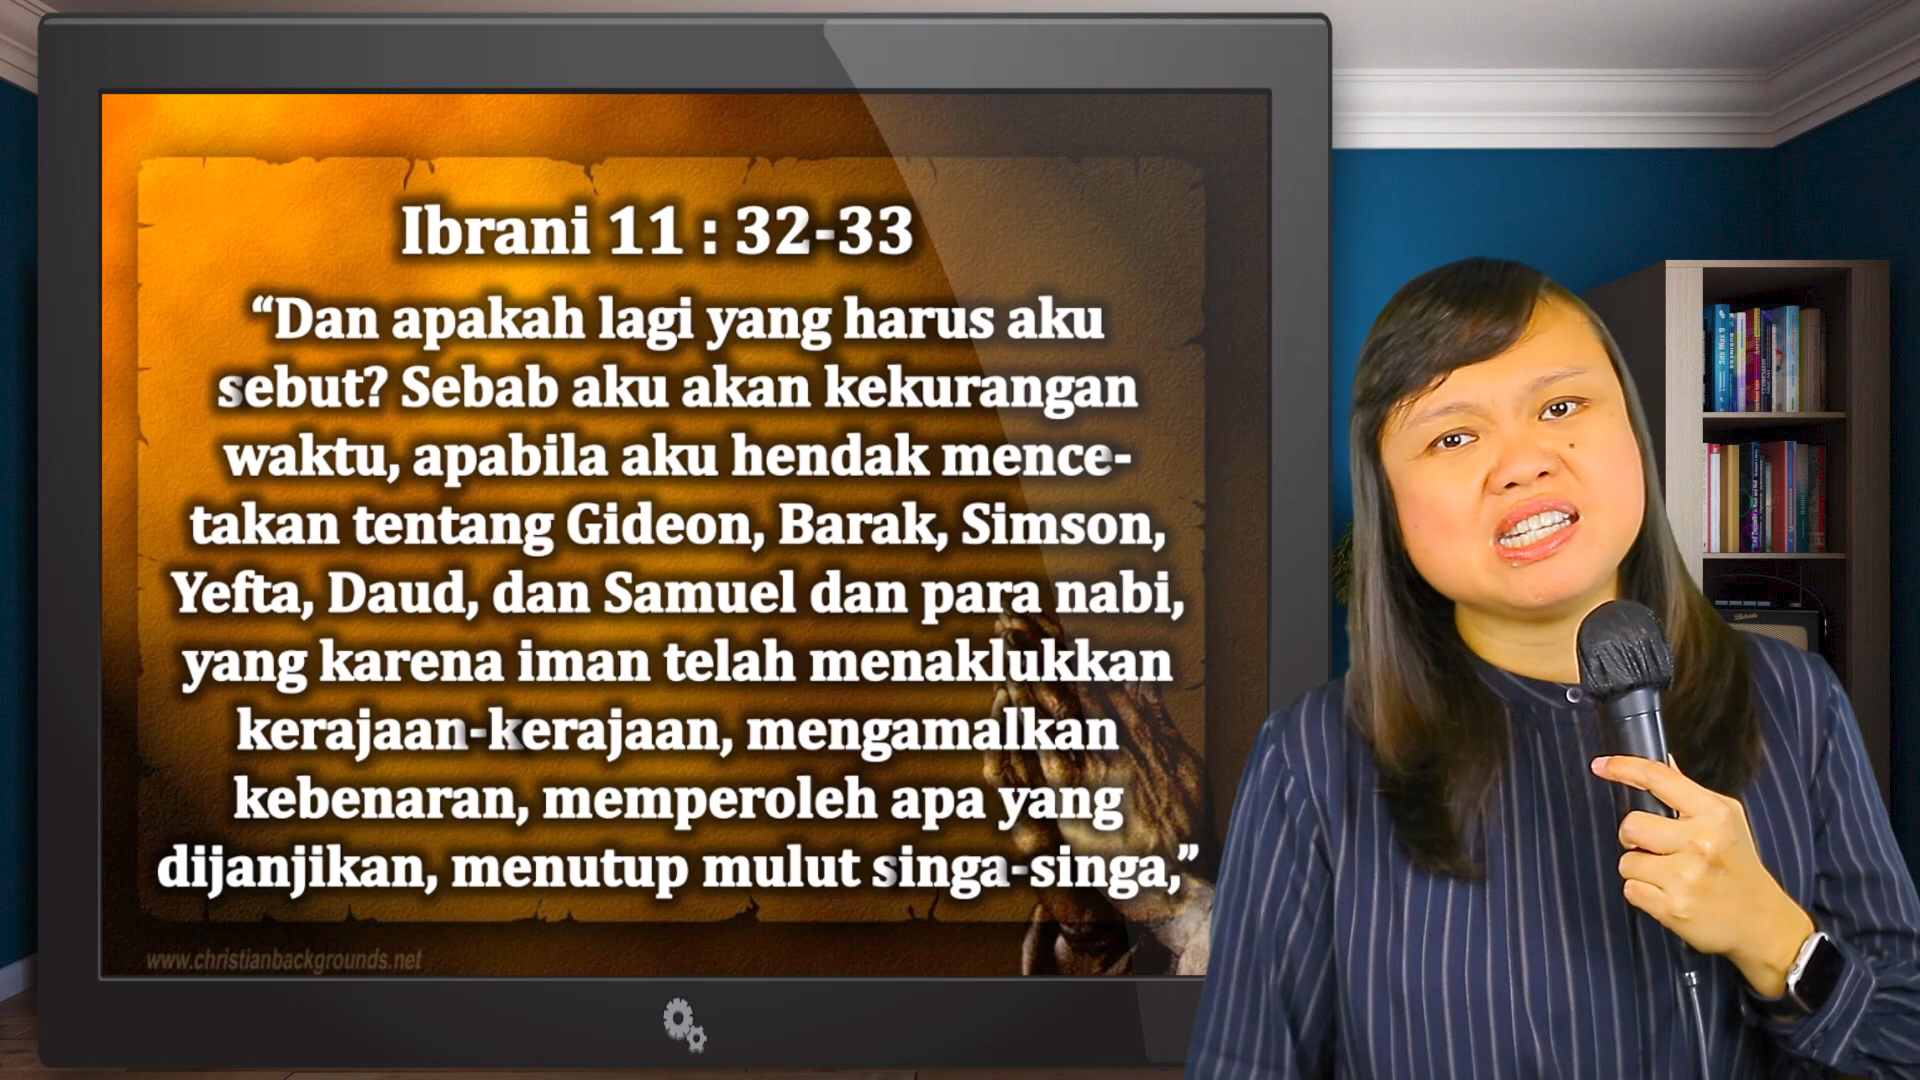 Ibrani 11 : 32-33
“Dan apakah lagi yang harus aku
sebut? Sebab aku akan kekurangan
waktu, apabila aku hendak mence-
takan tentang Gideon, Barak, Simson,
Yefta, Daud, dan Samuel dan para nabi,
yang karena iman telah menaklukkan
kerajaan-kerajaan, mengamalkan
kebenaran, memperoleh apa yang
dijanjikan, menutup mulut singa-singa,”
www.christianbackgrounds.net